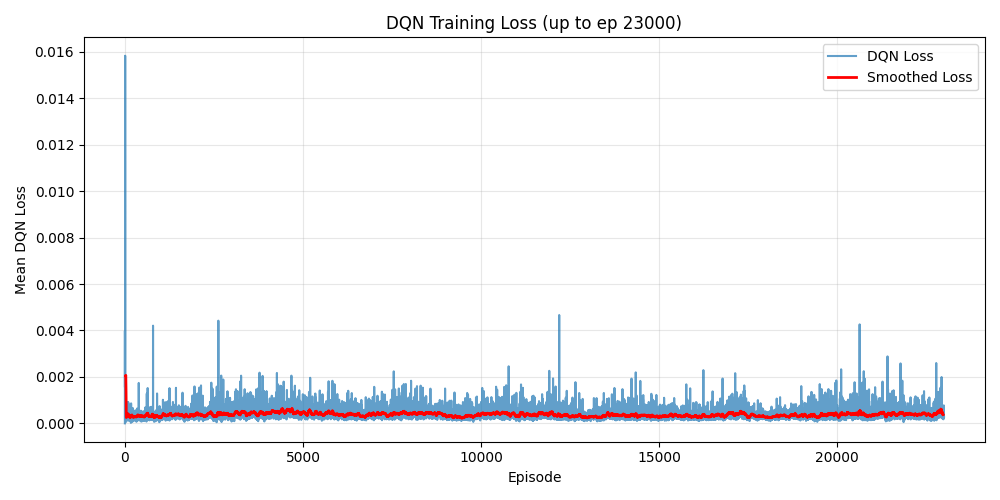 DQN Training Loss (up to ep 23000)
DQN Loss
Smoothed Loss
Mean DQN Loss
0.016
0.014
0.012
0.010
0.008
0.006
0.004
0.002
0.000
0 5000 10000 15000 20000
Episode